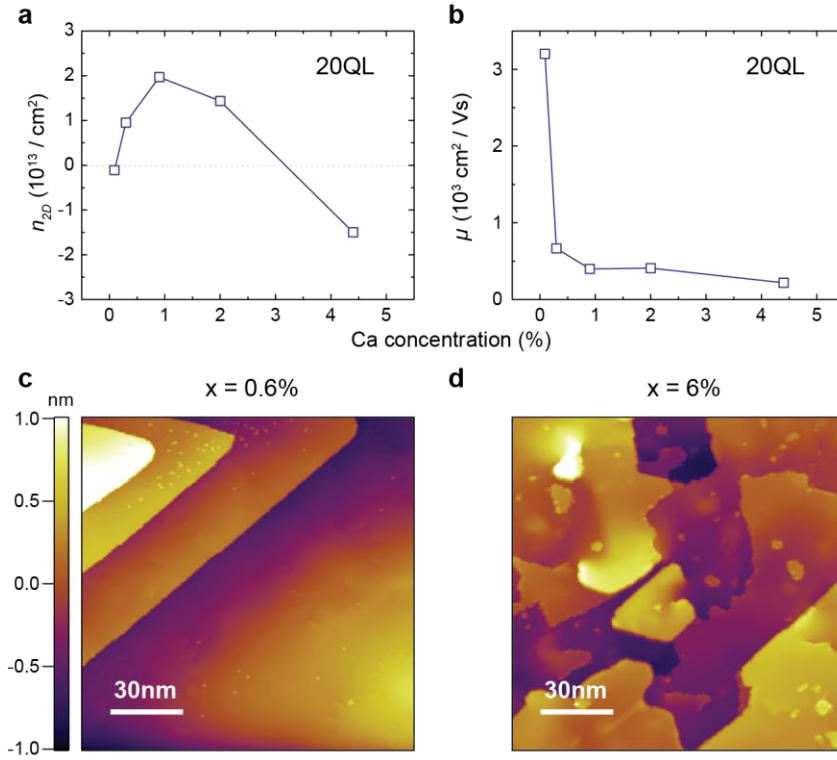 a
20QL
n2D (10^13 / cm^2)
3
2
1
0
-1
-2
-3
0 1 2 3 4 5
b
20QL
μ (10^3 cm^2 / Vs)
3
2
1
0
0 1 2 3 4 5
Ca concentration (%)
c
x = 0.6%
nm
1.0
0.5
0.0
-0.5
-1.0
30nm
d
x = 6%
30nm